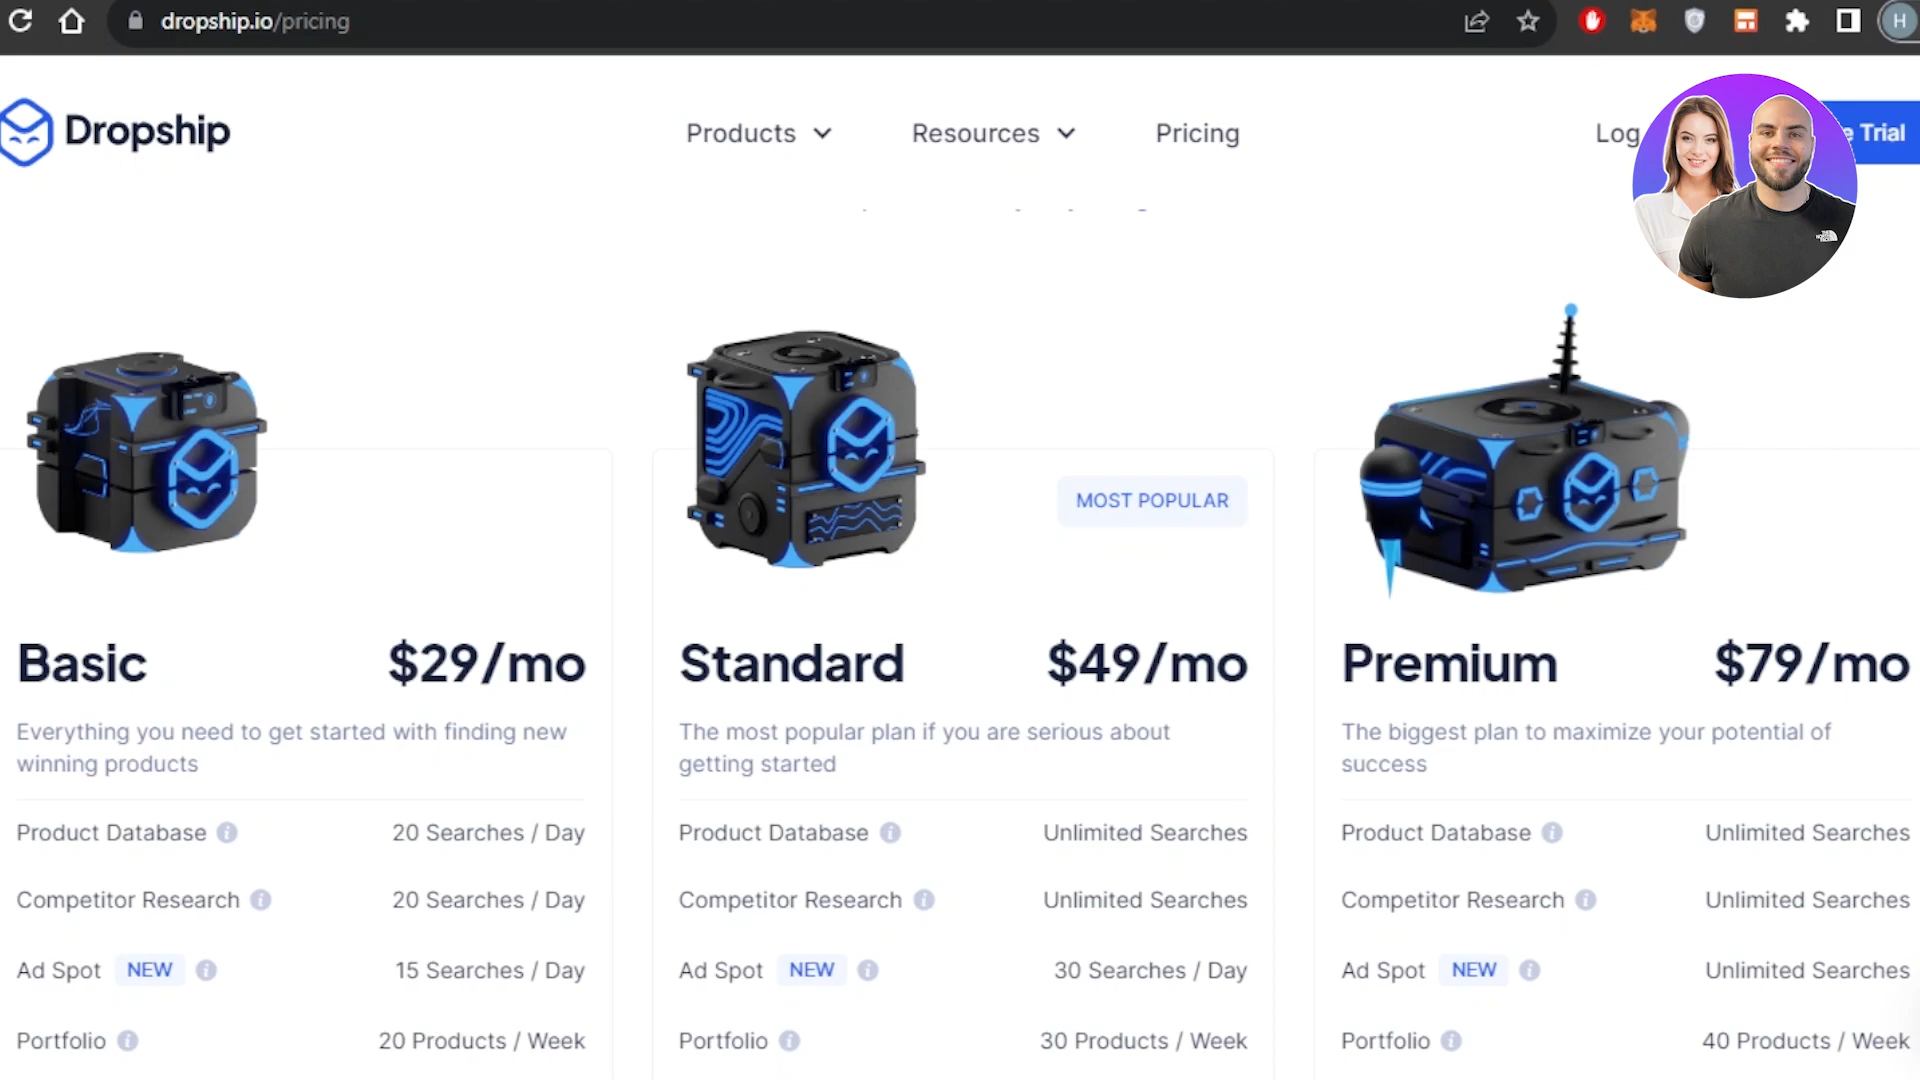 dropship.io/pricing
H
Dropship
Products
Resources
Pricing
Log
Trial
MOST POPULAR
Basic $29/mo
Everything you need to get started with finding new
winning products
Product Database 20 Searches / Day
Competitor Research 20 Searches / Day
Ad Spot NEW 15 Searches / Day
Portfolio 20 Products / Week
Standard $49/mo
The most popular plan if you are serious about
getting started
Product Database Unlimited Searches
Competitor Research Unlimited Searches
Ad Spot NEW 30 Searches / Day
Portfolio 30 Products / Week
Premium $79/mo
The biggest plan to maximize your potential of
success
Product Database Unlimited Searches
Competitor Research Unlimited Searches
Ad Spot NEW Unlimited Searches
Portfolio 40 Products / Week